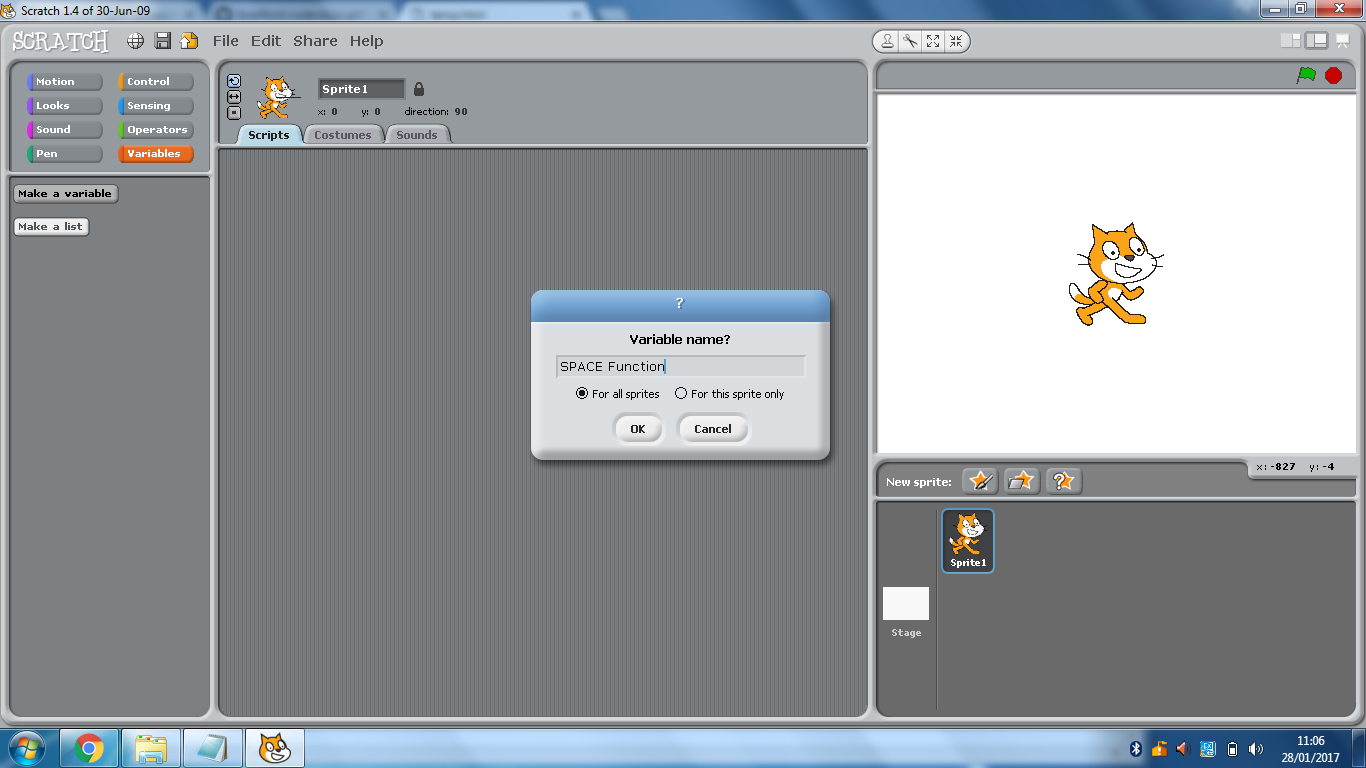 Scratch 1.4 of 30-Jun-09
SCRATCH File Edit Share Help
Motion Control
Looks Sensing
Sound Operators
Pen Variables
Make a variable
Make a list
Sprite1
x: 0 y: 0 direction: 90
Scripts Costumes Sounds
?
Variable name?
SPACE Function
For all sprites For this sprite only
OK Cancel
x: -827 y: -4
New sprite:
?
Sprite1
Stage
11:06
28/01/2017